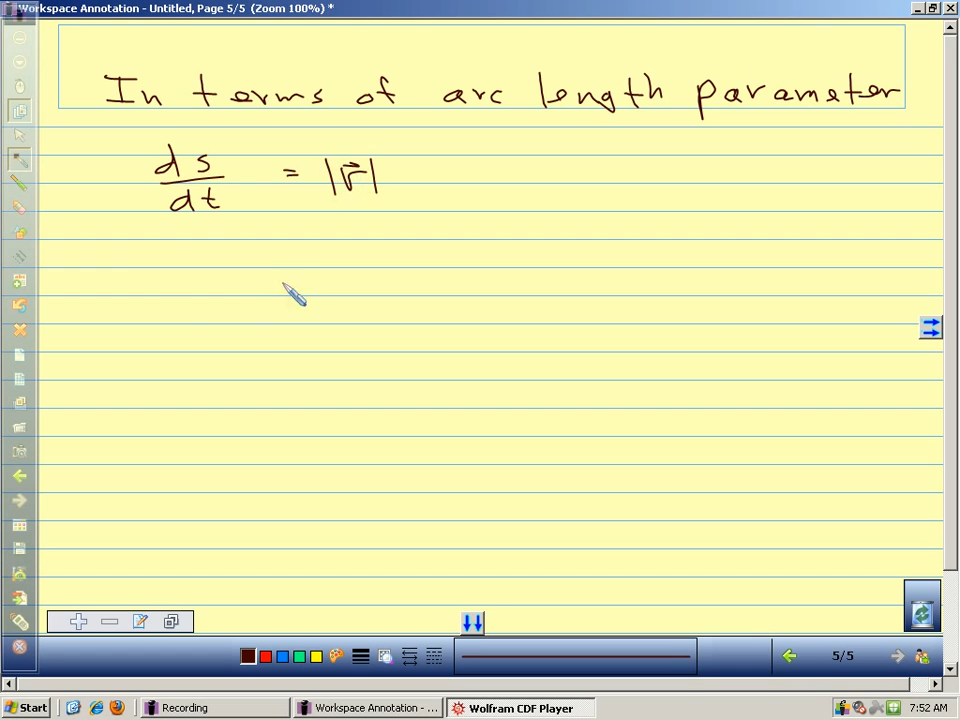 Workspace Annotation - Untitled, Page 5/5 (Zoom 100%) *
In terms of arc length parameter
ds/dt = |v⃗|
5/5
Start
Recording
Workspace Annotation - ...
Wolfram CDF Player
7:52 AM